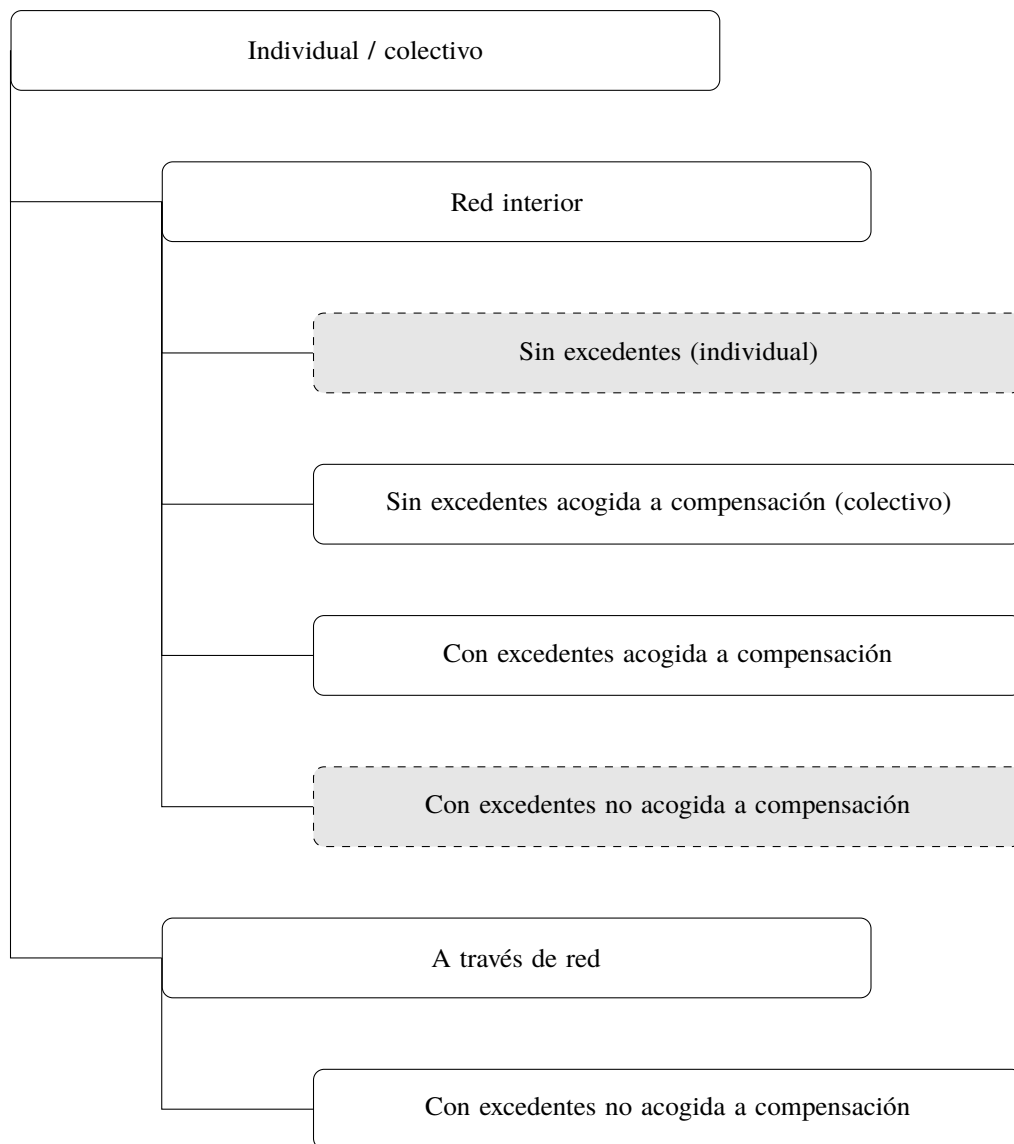 Individual / colectivo
Red interior
Sin excedentes (individual)
Sin excedentes acogida a compensación (colectivo)
Con excedentes acogida a compensación
Con excedentes no acogida a compensación
A través de red
Con excedentes no acogida a compensación